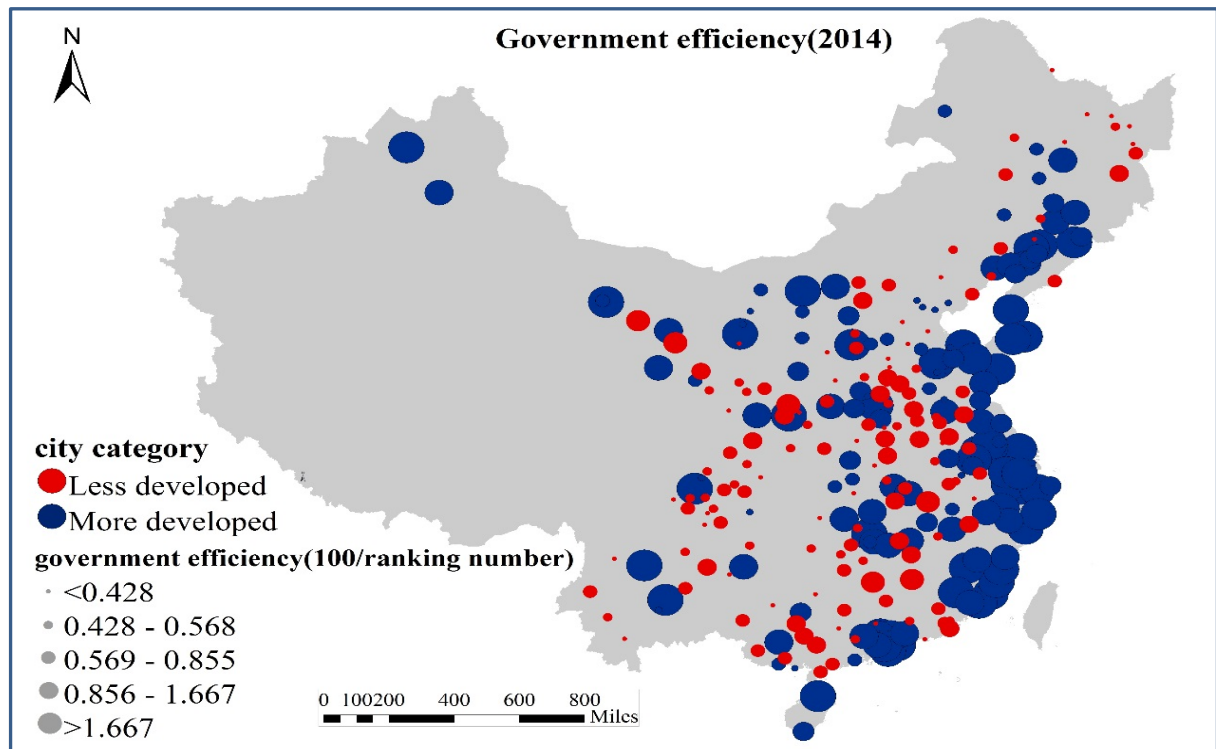 N
Government efficiency(2014)
city category
Less developed
More developed
government efficiency(100/ranking number)
<0.428
0.428 - 0.568
0.569 - 0.855
0.856 - 1.667
>1.667
0 100200 400 600 800
Miles